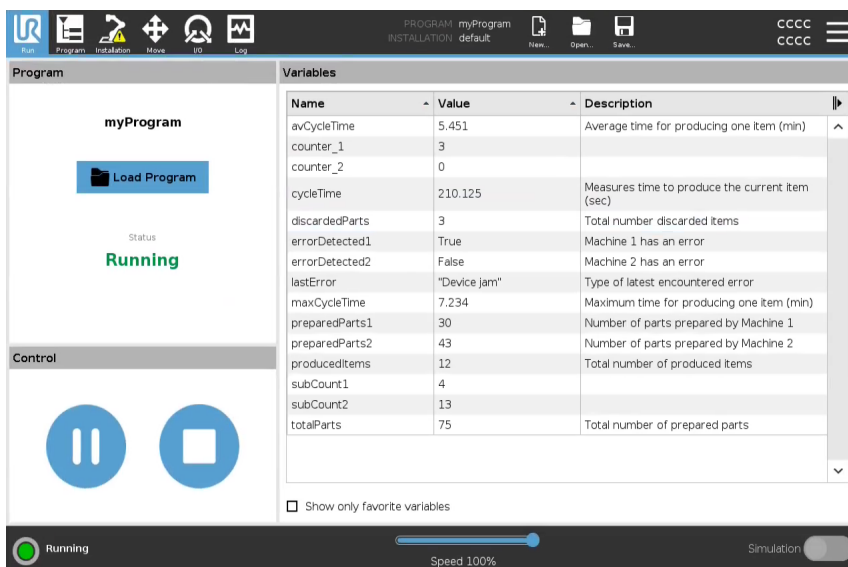 UR
PROGRAM myProgram
INSTALLATION default
CCCC
CCCC
Run
Program
Installation
Move
I/O
Log
New...
Open...
Save...
Program
Variables
myProgram
Load Program
Status
Running
Control
Name Value Description
avCycleTime 5.451 Average time for producing one item (min)
counter_1 3
counter_2 0
cycleTime 210.125 Measures time to produce the current item
(sec)
discardedParts 3 Total number discarded items
errorDetected1 True Machine 1 has an error
errorDetected2 False Machine 2 has an error
lastError "Device jam" Type of latest encountered error
maxCycleTime 7.234 Maximum time for producing one item (min)
preparedParts1 30 Number of parts prepared by Machine 1
preparedParts2 43 Number of parts prepared by Machine 2
producedItems 12 Total number of produced items
subCount1 4
subCount2 13
totalParts 75 Total number of prepared parts
Show only favorite variables
Running
Speed 100%
Simulation